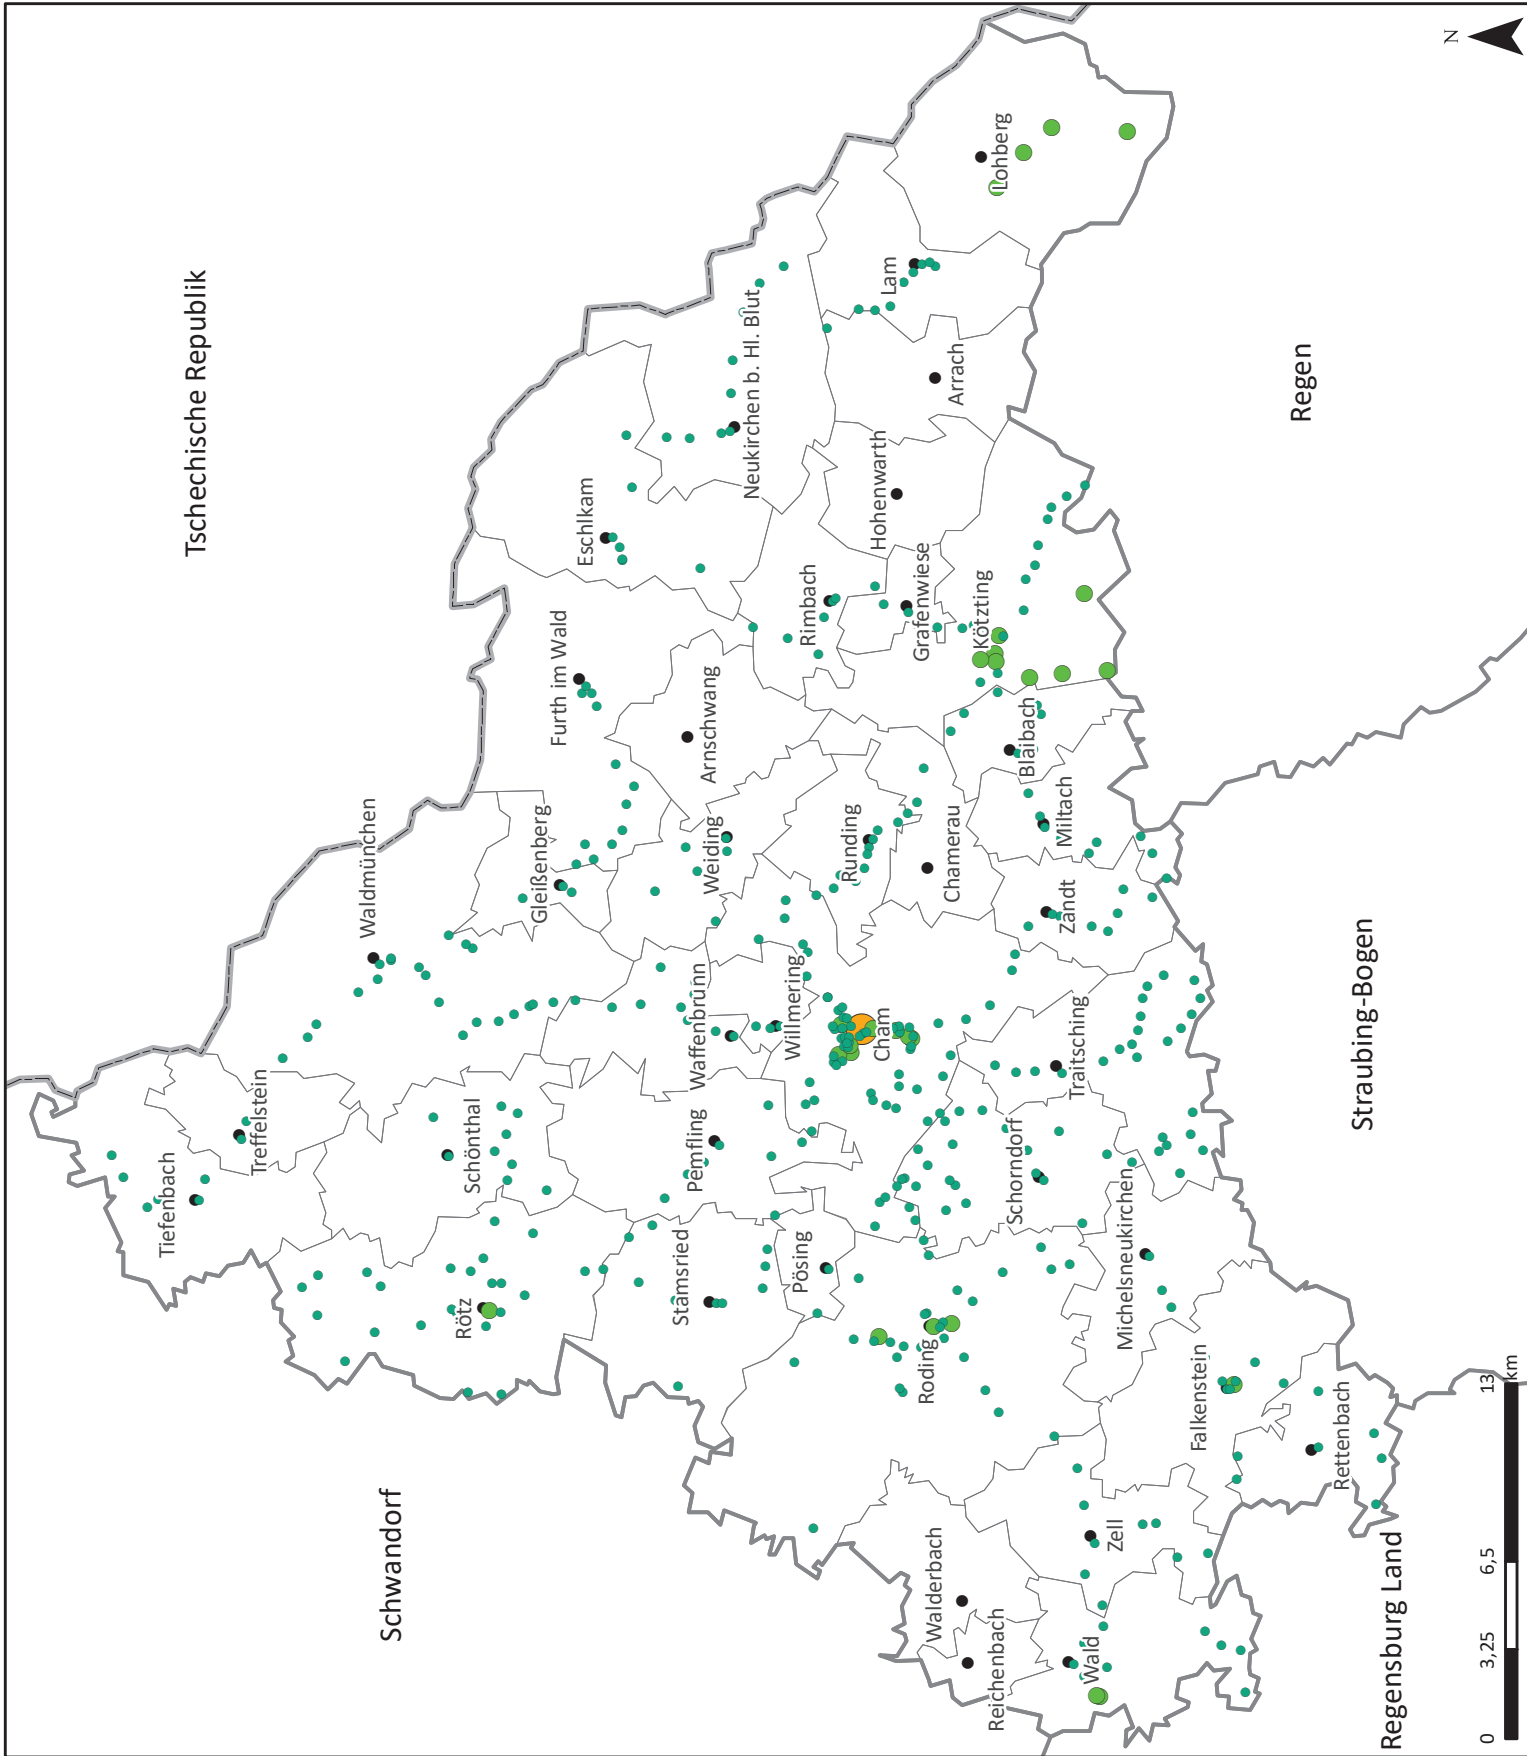 Tschechische Republik
Schwandorf
Regen
Straubing-Bogen
Regensburg Land
Tiefenbach
Treffelstein
Waldmünchen
Rötz
Schönthal
Gleißenberg
Furth im Wald
Eschlkam
Neukirchen b. Hl. Blut
Stamsried
Pemfling
Waffenbrunn
Weiding
Arnschwang
Pösing
Willmering
Rimbach
Hohenwarth
Lam
Lohberg
Arrach
Grafenwiese
Runding
Chamerau
Cham
Kötzting
Blaibach
Miltach
Zandt
Roding
Schorndorf
Traitsching
Michelsneukirchen
Walderbach
Reichenbach
Wald
Zell
Falkenstein
Rettenbach
N
0 3,25 6,5 13
km